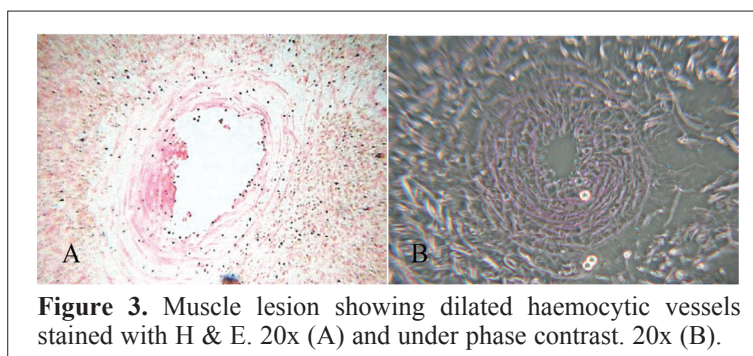 A
B
Figure 3. Muscle lesion showing dilated haemocytic vessels
stained with H & E. 20x (A) and under phase contrast. 20x (B).